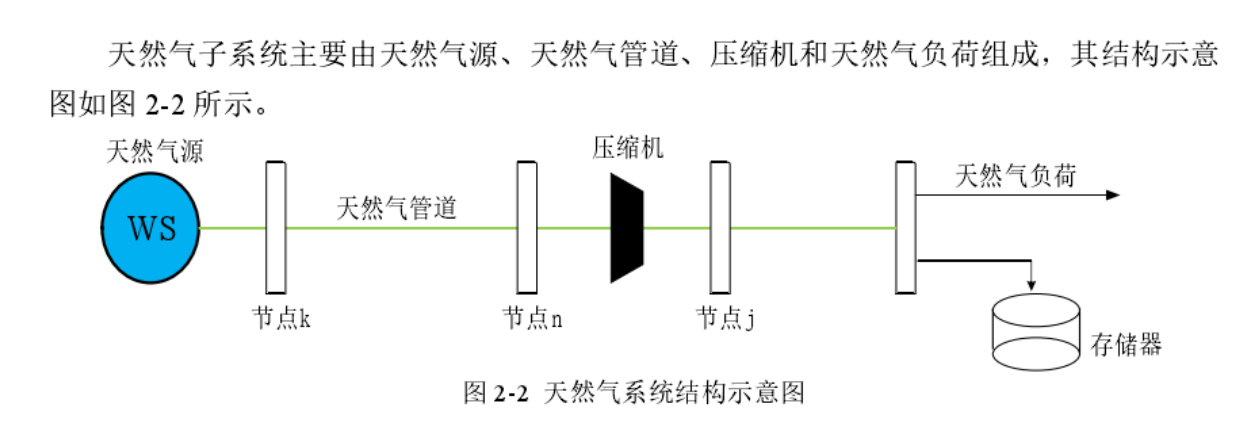 天然气子系统主要由天然气源、天然气管道、压缩机和天然气负荷组成，其结构示意
图如图 2-2 所示。
天然气源
压缩机
天然气负荷
天然气管道
WS
节点k
节点n
节点j
存储器
图 2-2 天然气系统结构示意图